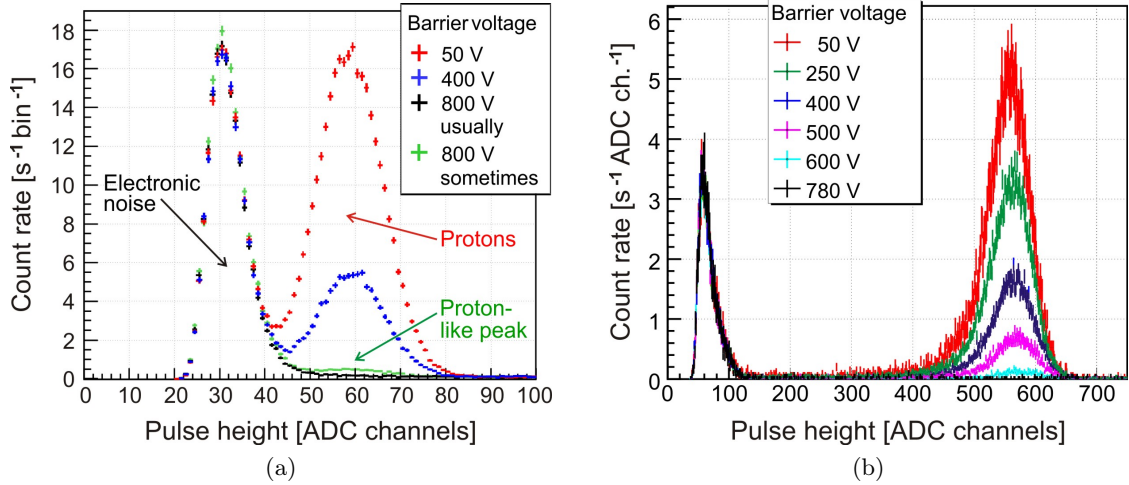 Barrier voltage
50 V
400 V
800 V
usually
800 V
sometimes
Electronic
noise
Protons
Proton-
like peak
Count rate [s⁻¹ bin⁻¹]
18
16
14
12
10
8
6
4
2
0
0 10 20 30 40 50 60 70 80 90 100
Pulse height [ADC channels]
(a)
Barrier voltage
50 V
250 V
400 V
500 V
600 V
780 V
Count rate [s⁻¹ ADC ch.⁻¹]
6
5
4
3
2
1
0
0 100 200 300 400 500 600 700
Pulse height [ADC channels]
(b)